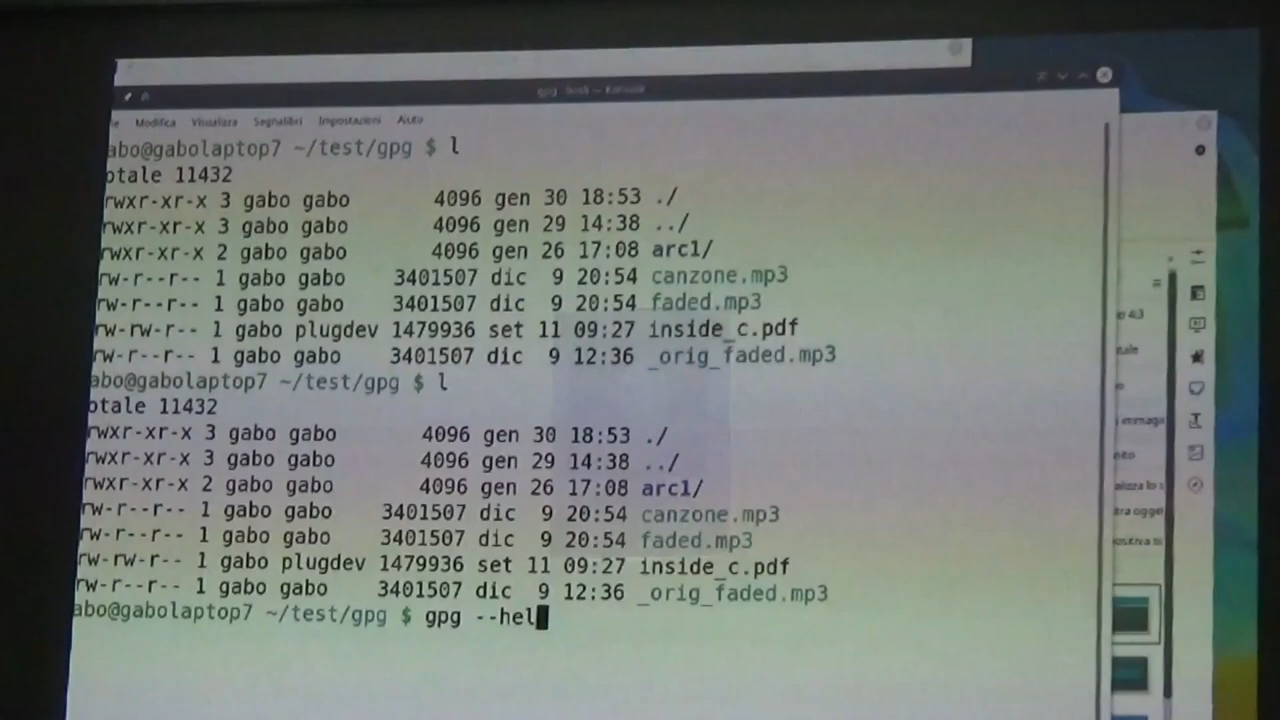 gpg : bash — Konsole
Modifica Visualizza Segnalibri Impostazioni Aiuto
abo@gabolaptop7 ~/test/gpg $ l
otale 11432
rwxr-xr-x 3 gabo gabo 4096 gen 30 18:53 ./
rwxr-xr-x 3 gabo gabo 4096 gen 29 14:38 ../
rwxr-xr-x 2 gabo gabo 4096 gen 26 17:08 arc1/
rw-r--r-- 1 gabo gabo 3401507 dic 9 20:54 canzone.mp3
rw-r--r-- 1 gabo gabo 3401507 dic 9 20:54 faded.mp3
rw-rw-r-- 1 gabo plugdev 1479936 set 11 09:27 inside_c.pdf
rw-r--r-- 1 gabo gabo 3401507 dic 9 12:36 _orig_faded.mp3
abo@gabolaptop7 ~/test/gpg $ l
otale 11432
rwxr-xr-x 3 gabo gabo 4096 gen 30 18:53 ./
rwxr-xr-x 3 gabo gabo 4096 gen 29 14:38 ../
rwxr-xr-x 2 gabo gabo 4096 gen 26 17:08 arc1/
rw-r--r-- 1 gabo gabo 3401507 dic 9 20:54 canzone.mp3
rw-r--r-- 1 gabo gabo 3401507 dic 9 20:54 faded.mp3
rw-rw-r-- 1 gabo plugdev 1479936 set 11 09:27 inside_c.pdf
rw-r--r-- 1 gabo gabo 3401507 dic 9 12:36 _orig_faded.mp3
abo@gabolaptop7 ~/test/gpg $ gpg --hel